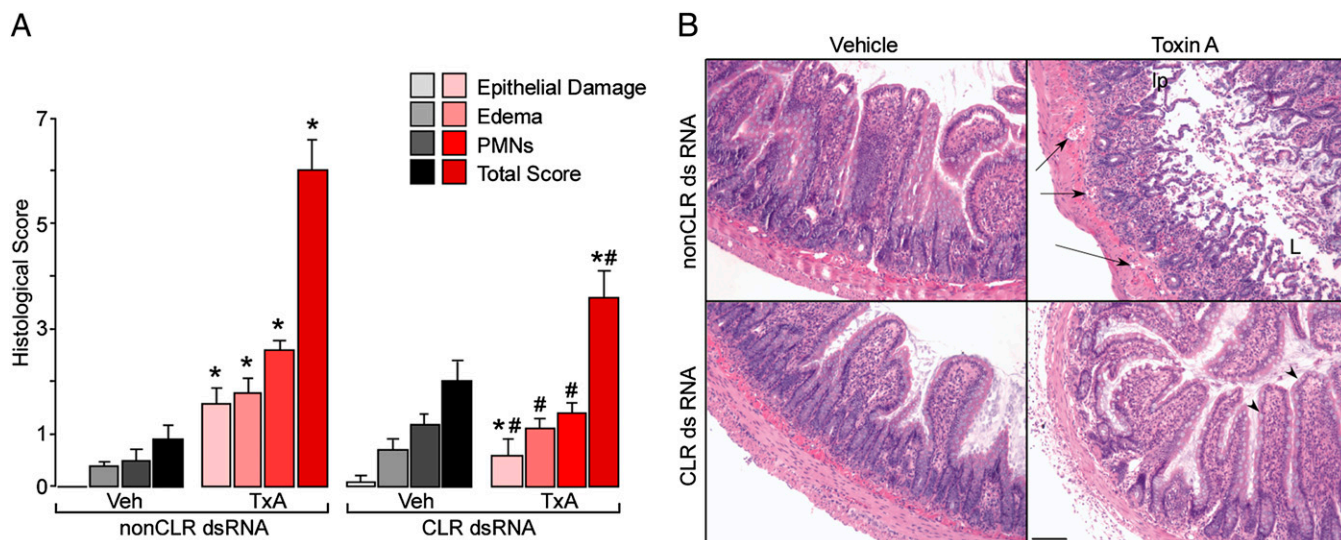 A
Epithelial Damage
Edema
PMNs
Total Score
Histological Score
7
5
3
1
0
*
*
*
*
*#
#
#
*#
Veh
TxA
Veh
TxA
nonCLR dsRNA
CLR dsRNA
B
Vehicle
Toxin A
nonCLR ds RNA
CLR ds RNA
lp
L